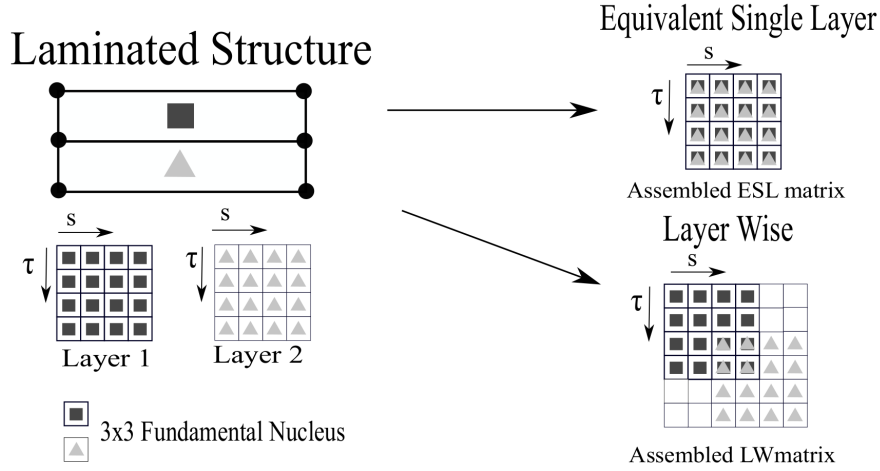 Laminated Structure
Equivalent Single Layer
s
τ
Assembled ESL matrix
s
τ
Layer 1
s
τ
Layer 2
Layer Wise
s
τ
Assembled LWmatrix
3x3 Fundamental Nucleus